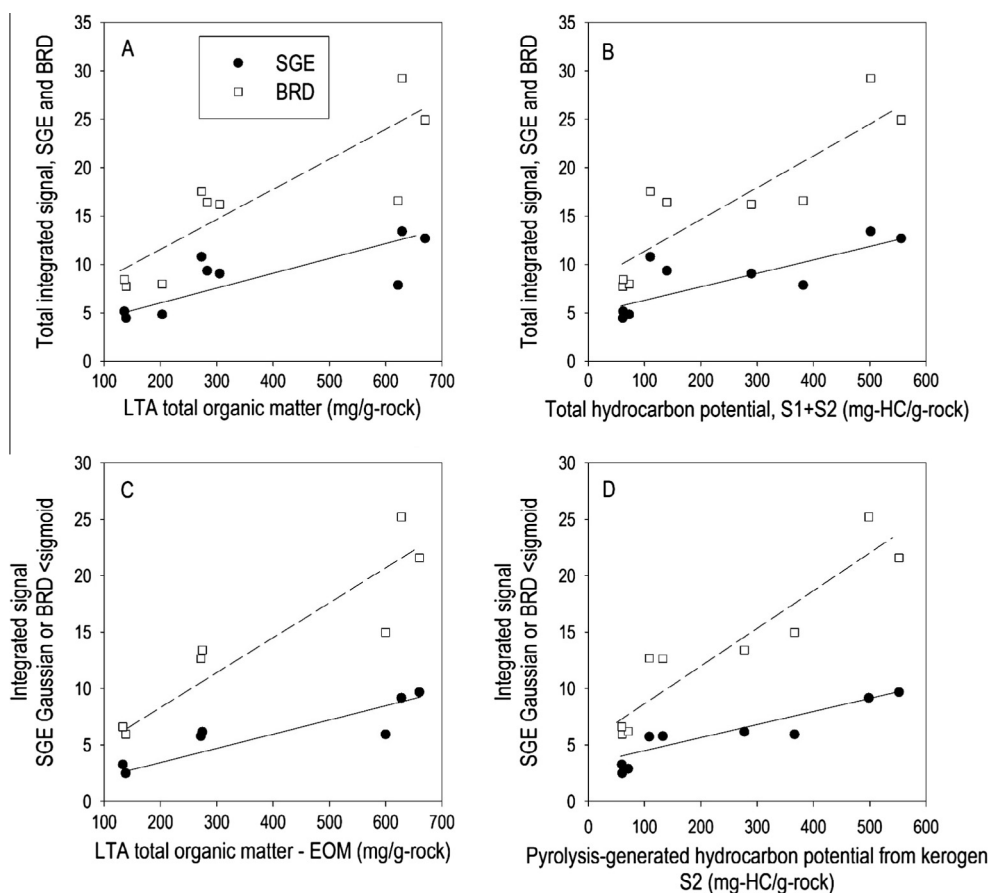 35
30
25
20
15
10
5
0
Total integrated signal, SGE and BRD
A
SGE
BRD
100 200 300 400 500 600 700
LTA total organic matter (mg/g-rock)
35
30
25
20
15
10
5
0
Total integrated signal, SGE and BRD
B
0 100 200 300 400 500 600
Total hydrocarbon potential, S1+S2 (mg-HC/g-rock)
30
25
20
15
10
5
0
Integrated signal
SGE Gaussian or BRD <sigmoid
C
100 200 300 400 500 600 700
LTA total organic matter - EOM (mg/g-rock)
30
25
20
15
10
5
0
Integrated signal
SGE Gaussian or BRD <sigmoid
D
0 100 200 300 400 500 600
Pyrolysis-generated hydrocarbon potential from kerogen
S2 (mg-HC/g-rock)